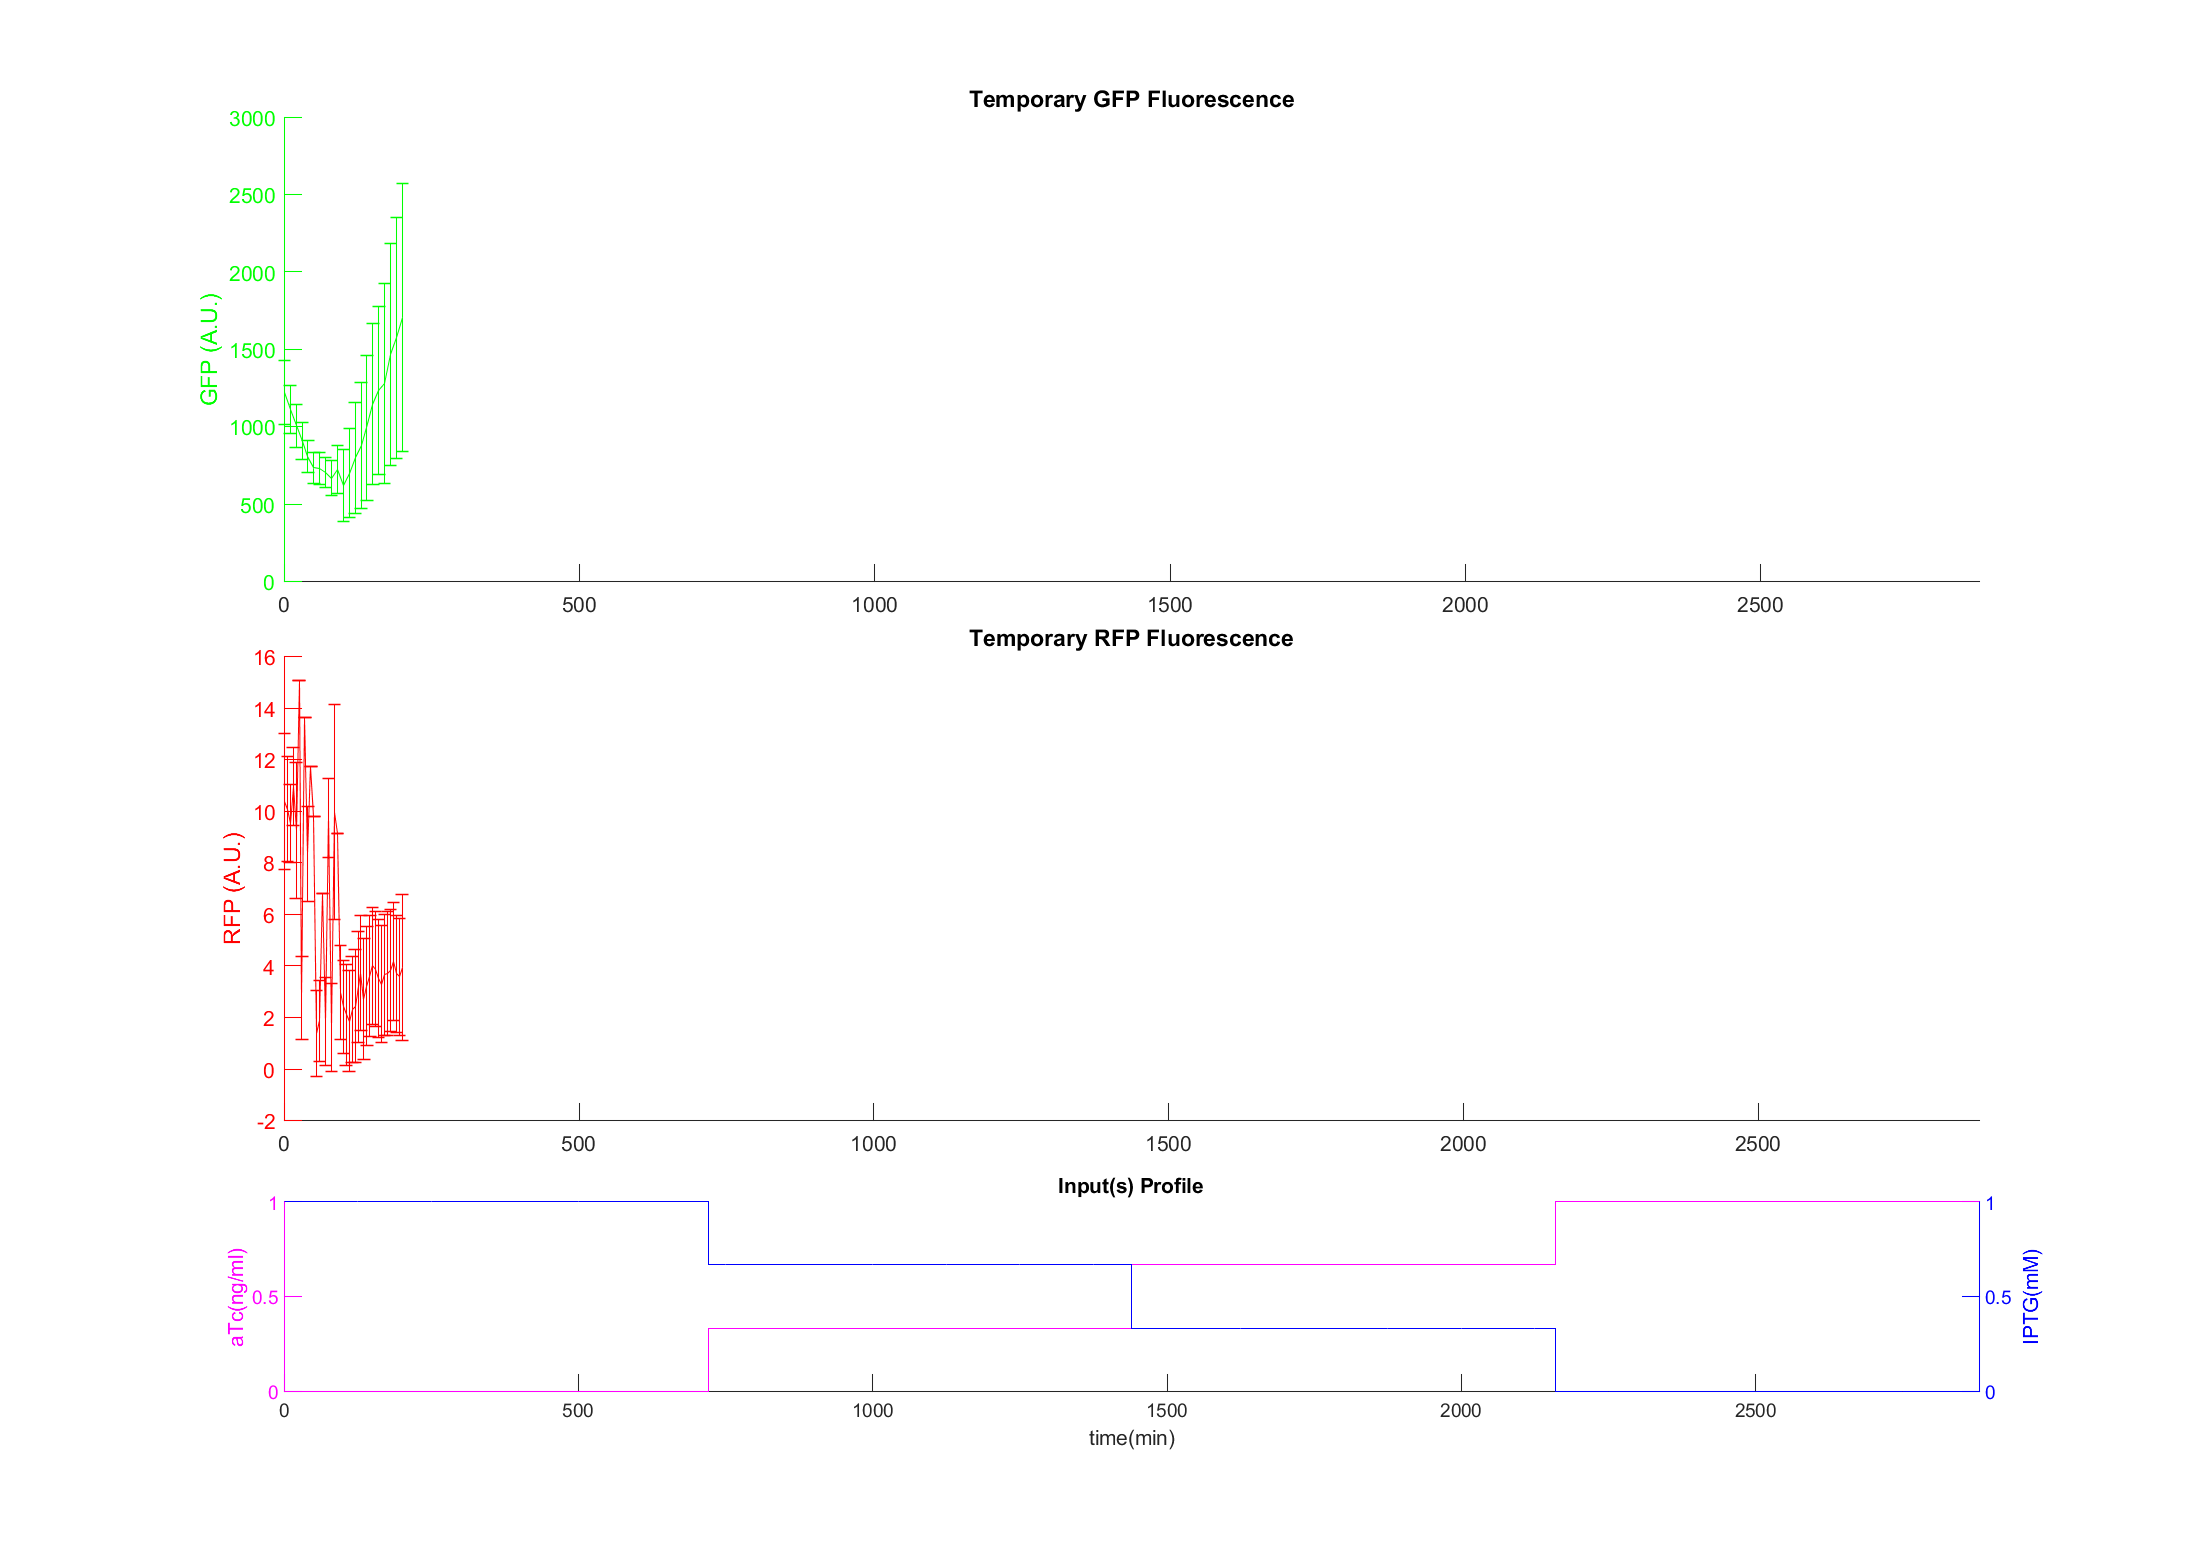 Temporary GFP Fluorescence
3000
2500
2000
1500
1000
500
0
GFP (A.U.)
0 500 1000 1500 2000 2500
Temporary RFP Fluorescence
16
14
12
10
8
6
4
2
0
-2
RFP (A.U.)
0 500 1000 1500 2000 2500
Input(s) Profile
1
0.5
0
aTc(ng/ml)
1
0.5
0
IPTG(mM)
0 500 1000 1500 2000 2500
time(min)